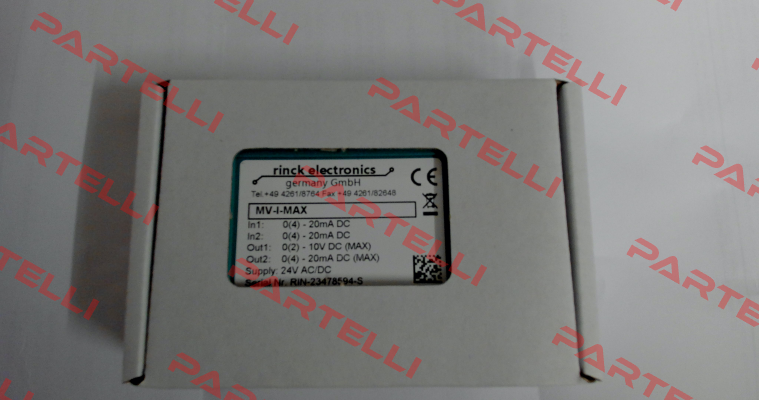 rinck electronics
germany GmbH
Tel.+49 4261/8764 Fax +49 4261/82648
MV-I-MAX
In1: 0(4) - 20mA DC
In2: 0(4) - 20mA DC
Out1: 0(2) - 10V DC (MAX)
Out2: 0(4) - 20mA DC (MAX)
Supply: 24V AC/DC
Serial Nr. RIN-23478594-S
CE
PARTELLI
PARTELLI
PARTELLI
PARTELLI
PARTELLI
PARTELLI
PARTELLI